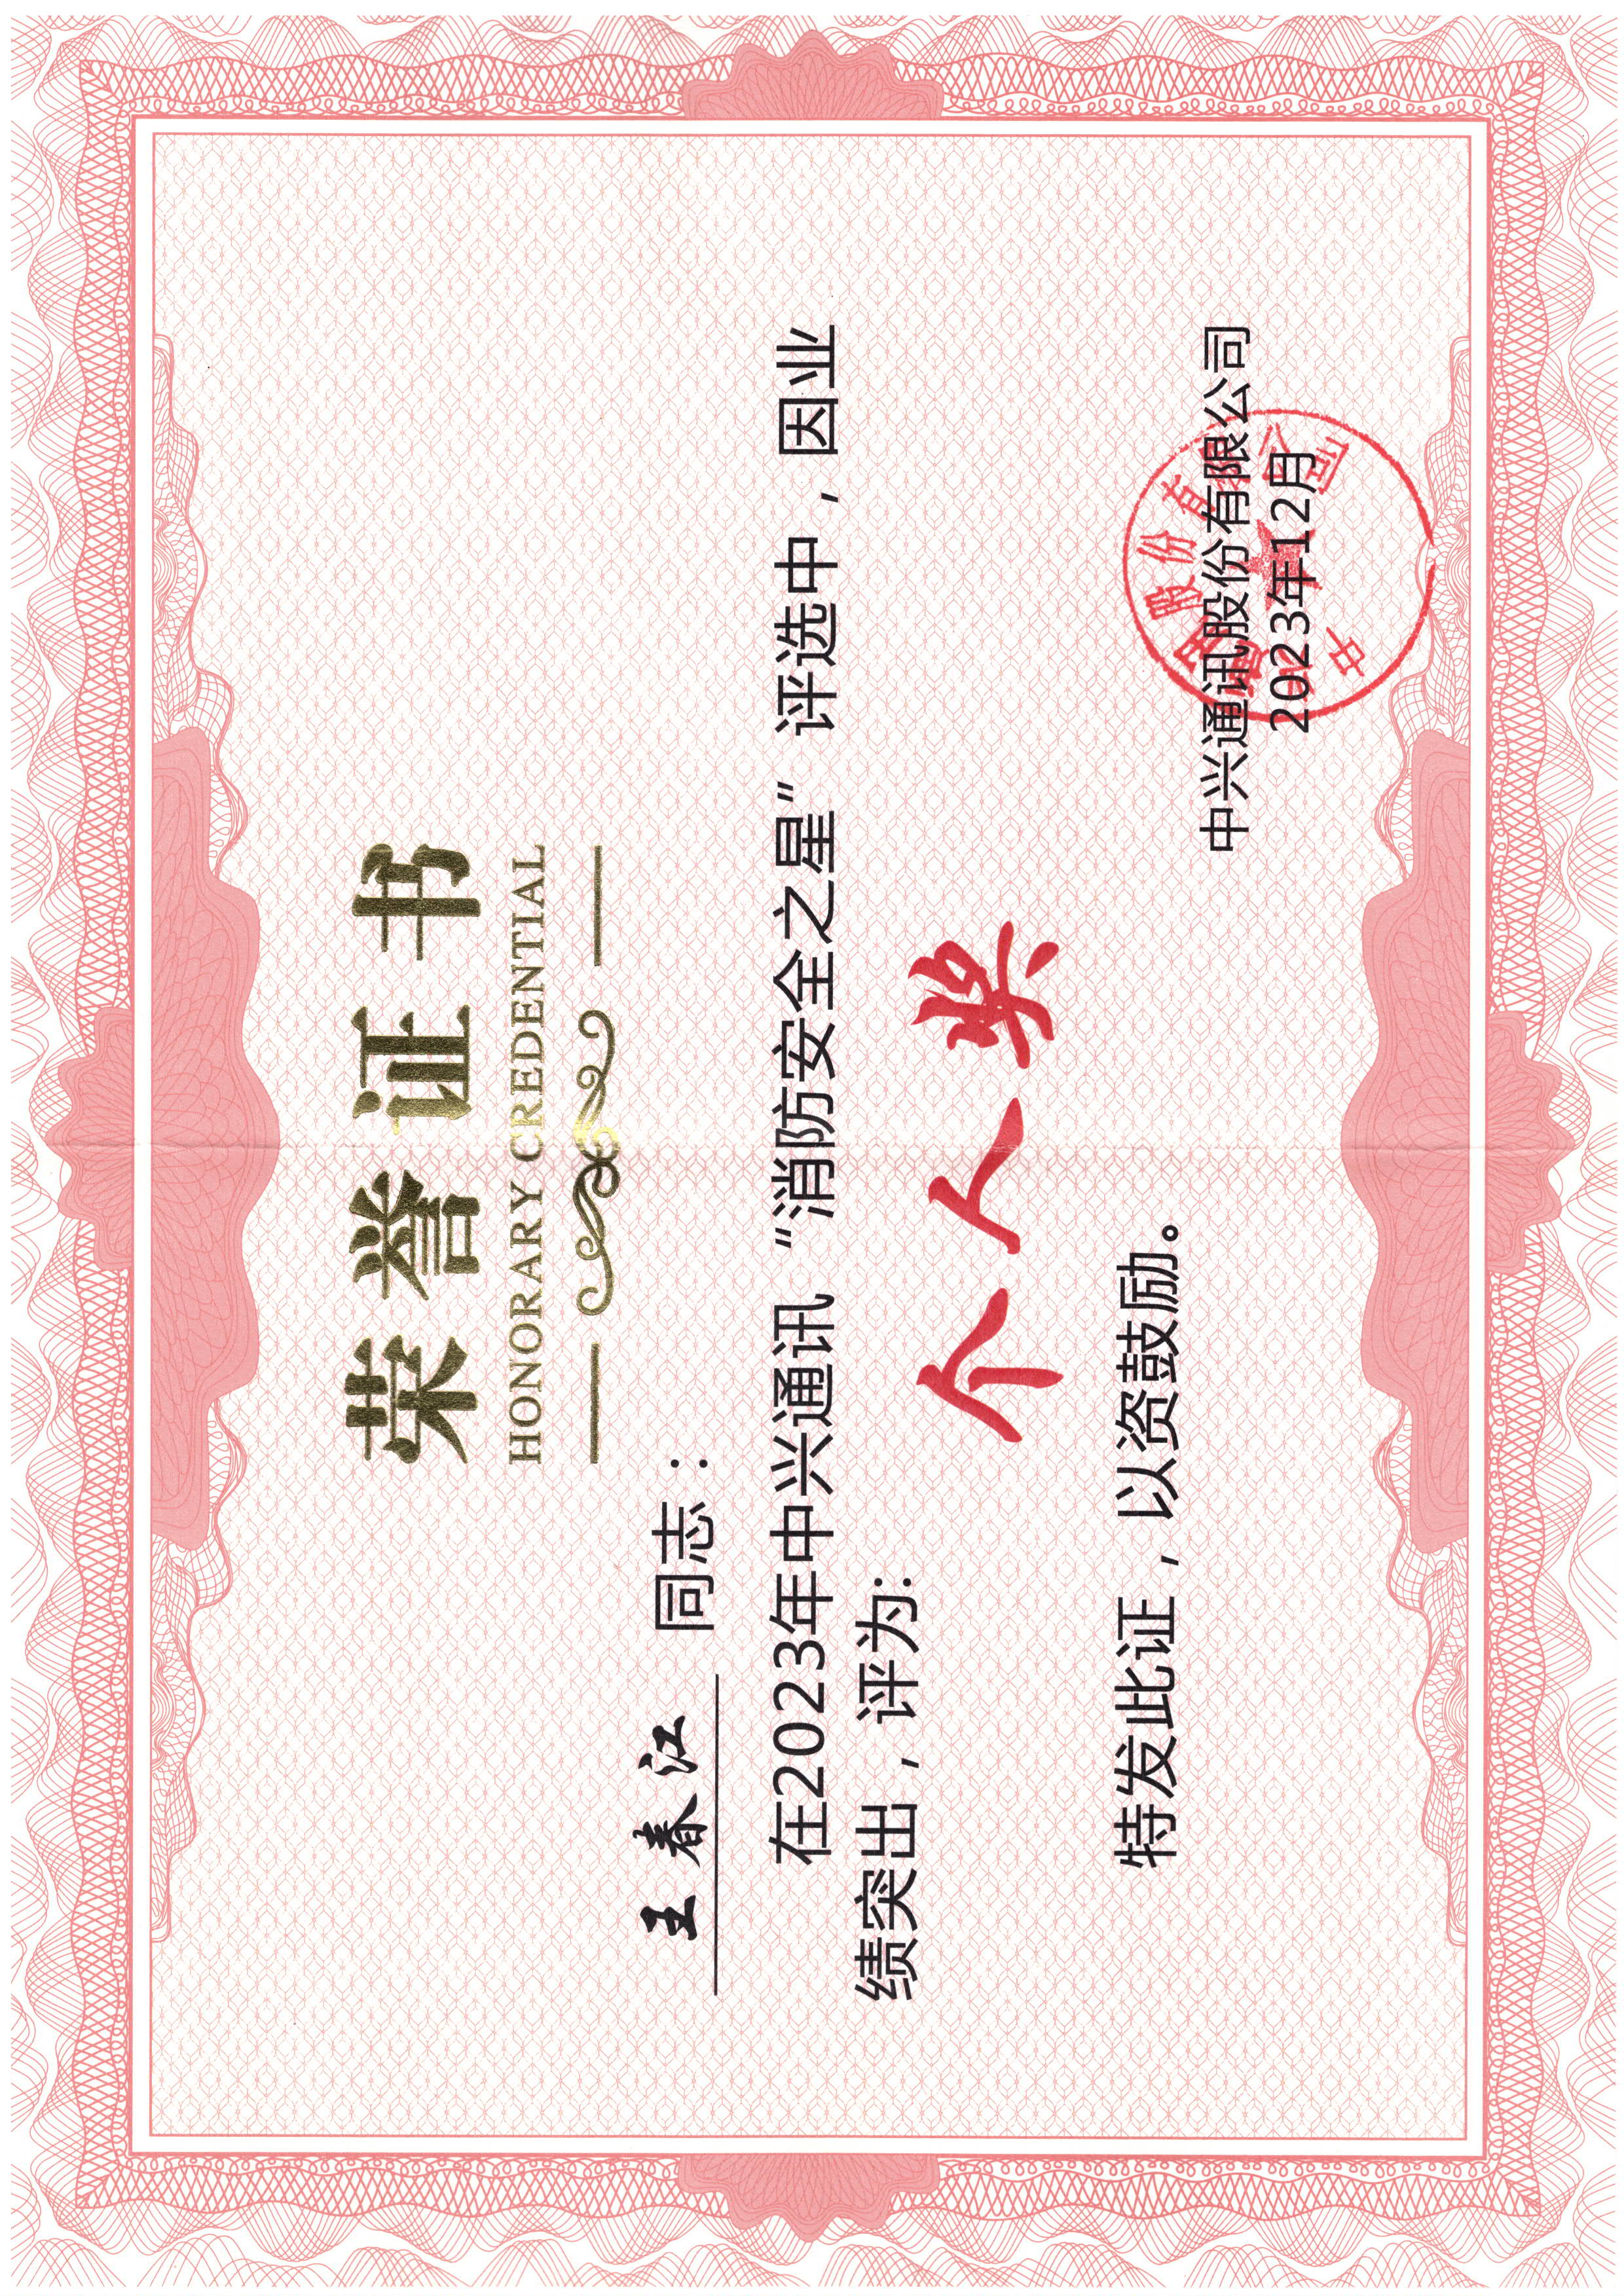 荣誉证书
HONORARY CREDENTIAL
王春江 同志：
在2023年中兴通讯“消防安全之星”评选中，因业
绩突出，评为:
个人奖
特发此证，以资鼓励。
中兴通讯股份有限公司
2023年12月
中兴通讯股份有限公司